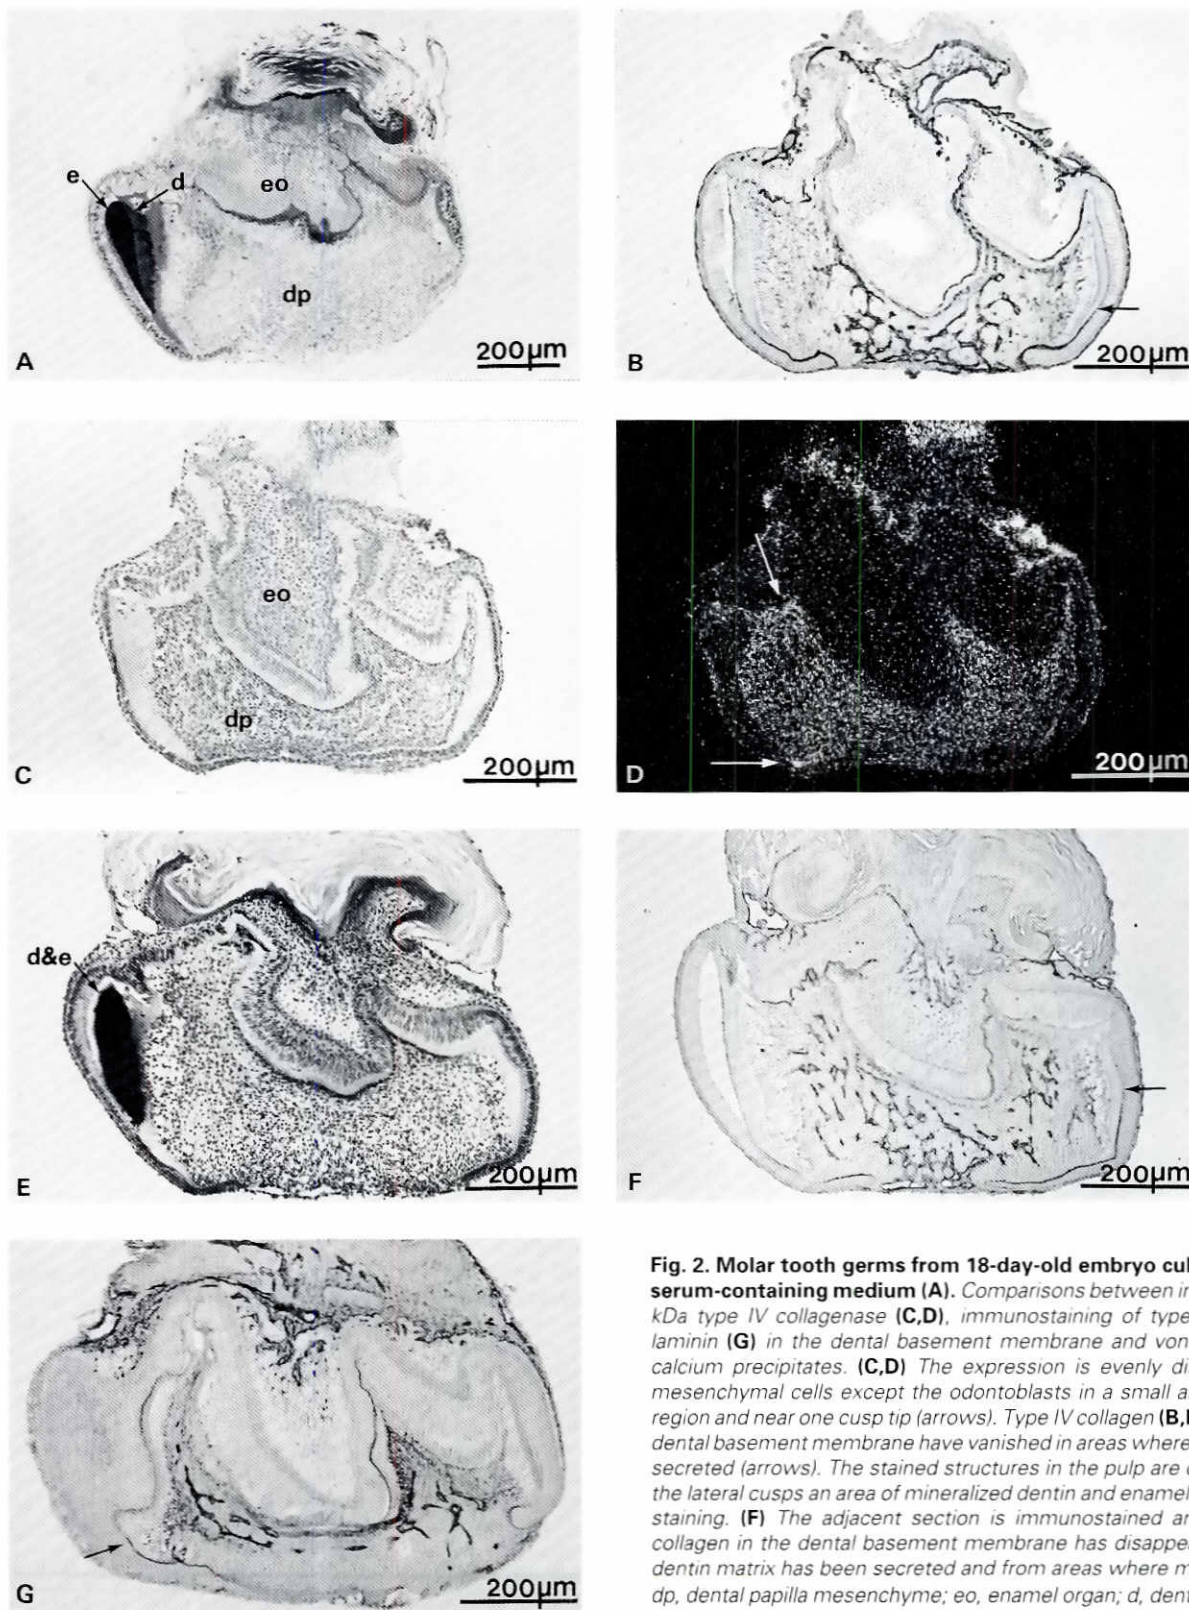 e
d
eo
dp
A
200µm
B
200µm
eo
dp
C
200µm
D
200µm
d&e
E
200µm
F
200µm
G
200µm
Fig. 2. Molar tooth germs from 18-day-old embryo cul
serum-containing medium (A). Comparisons between in
kDa type IV collagenase (C,D), immunostaining of type
laminin (G) in the dental basement membrane and von
calcium precipitates. (C,D) The expression is evenly di
mesenchymal cells except the odontoblasts in a small a
region and near one cusp tip (arrows). Type IV collagen (B,
dental basement membrane have vanished in areas where
secreted (arrows). The stained structures in the pulp are
the lateral cusps an area of mineralized dentin and enamel
staining. (F) The adjacent section is immunostained an
collagen in the dental basement membrane has disappe
dentin matrix has been secreted and from areas where m
dp, dental papilla mesenchyme; eo, enamel organ; d, dent